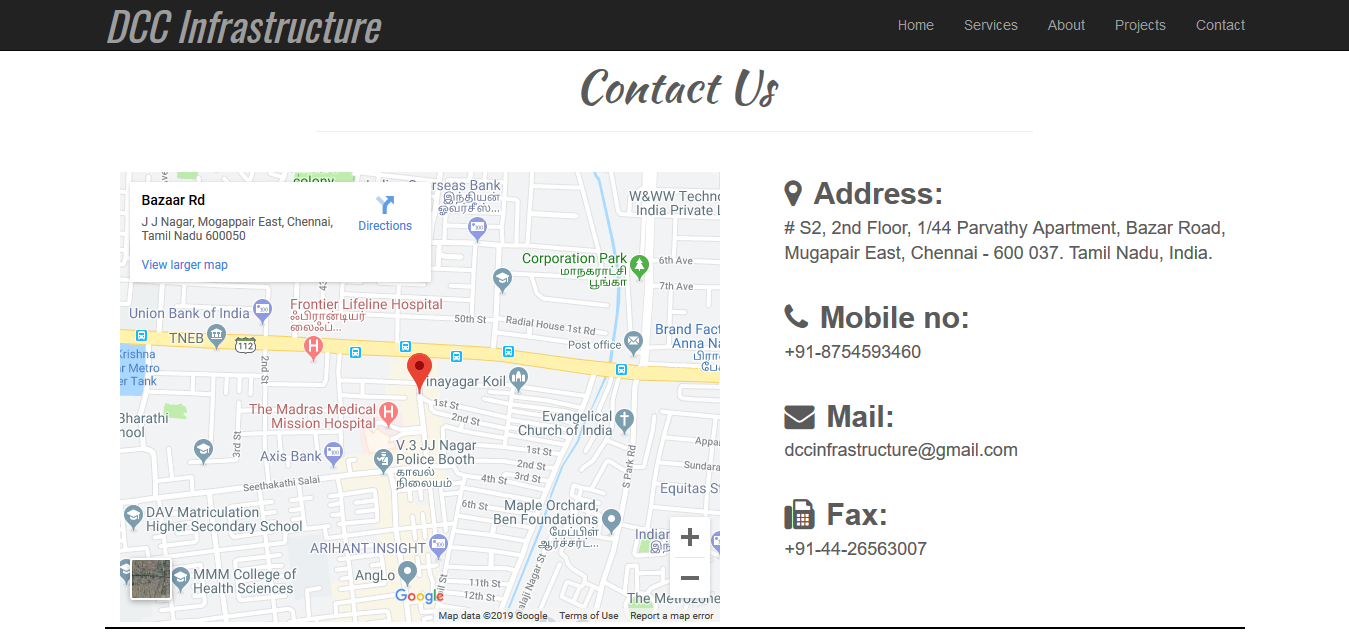 DCC Infrastructure
Home
Services
About
Projects
Contact
Contact Us
Bazaar Rd
J J Nagar, Mogappair East, Chennai,
Tamil Nadu 600050
Directions
View larger map
colony
rseas Bank
இந்தியன்
ஓவர்சீஸ்...
W&WW Techno
India Private L
Corporation Park
மாநகராட்சி
பூங்கா
6th Ave
7th Ave
Union Bank of India
Frontier Lifeline Hospital
ஃபிரான்டியர்
லைஃப்...
50th St
Radial House 1st Rd
Post office
Brand Fact
Anna Na
TNEB
112
Krishna
ar Metro
er Tank
2nd St
inayagar Koil
1st St
2nd St
The Madras Medical
Mission Hospital
Evangelical
Church of India
Bharathi
hool
3rd St
Axis Bank
V.3 JJ Nagar
Police Booth
காவல்
நிலையம்
1st St
2nd St
3rd St
4th St
S Park Rd
Appar
Sundara
Equitas S
Seethakathi Salai
6th St
Maple Orchard,
Ben Foundations
மேப்பிள்
ஆர்ச்சர்ட்...
DAV Matriculation
Higher Secondary School
Indian
ARIHANT INSIGHT
AngLo
MMM College of
Health Sciences
11th St
12th St
alaji Nagar St
The Metrozone
Google
Map data ©2019 Google
Terms of Use
Report a map error
Address:
# S2, 2nd Floor, 1/44 Parvathy Apartment, Bazar Road,
Mugapair East, Chennai - 600 037. Tamil Nadu, India.
Mobile no:
+91-8754593460
Mail:
dccinfrastructure@gmail.com
Fax:
+91-44-26563007